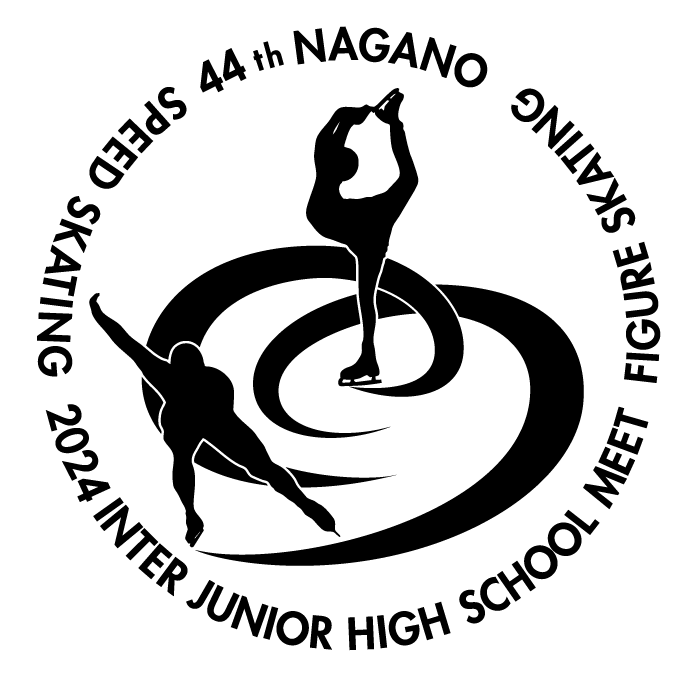 44th NAGANO
SPEED SKATING
FIGURE SKATING
2024 INTER JUNIOR HIGH SCHOOL MEET